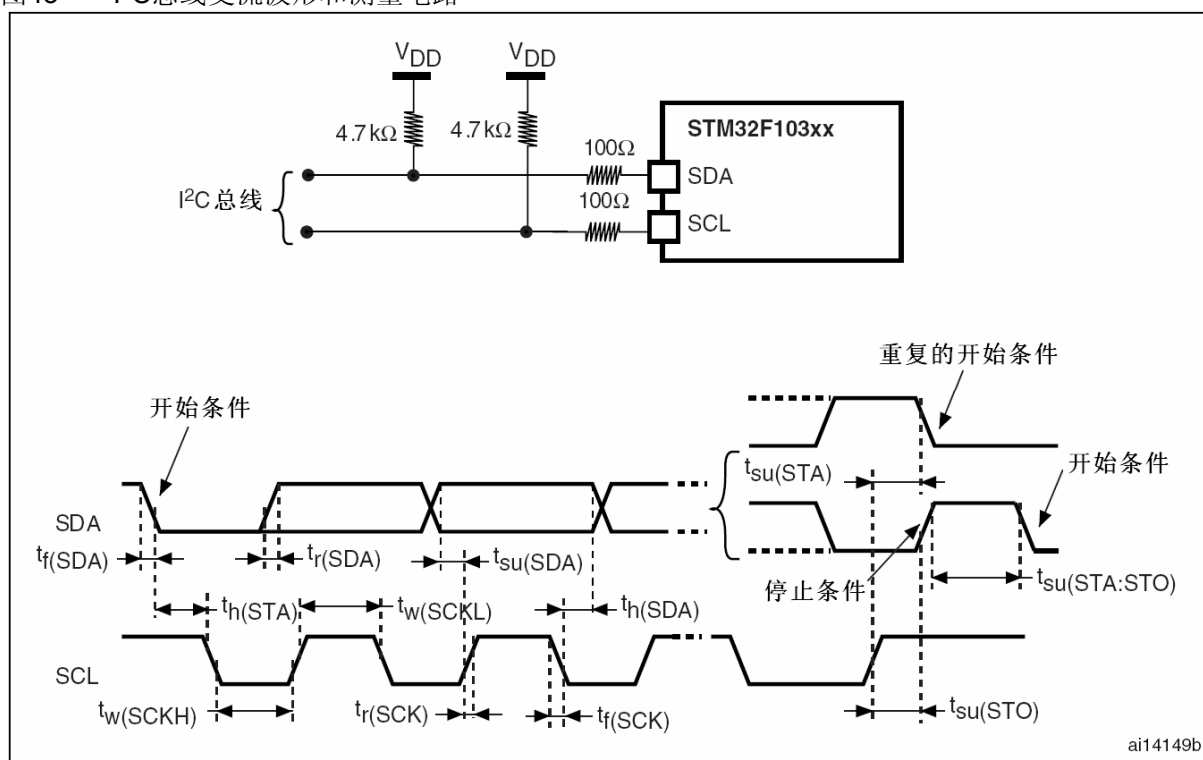 V_DD V_DD
4.7kΩ 4.7kΩ
100Ω
100Ω
STM32F103xx
SDA
SCL
I²C总线
重复的开始条件
开始条件
开始条件
t_su(STA)
SDA
t_f(SDA) t_r(SDA) t_su(SDA)
停止条件
t_su(STA:STO)
t_h(STA) t_w(SCKL) t_h(SDA)
SCL
t_w(SCKH) t_r(SCK) t_f(SCK) t_su(STO)
ai14149b